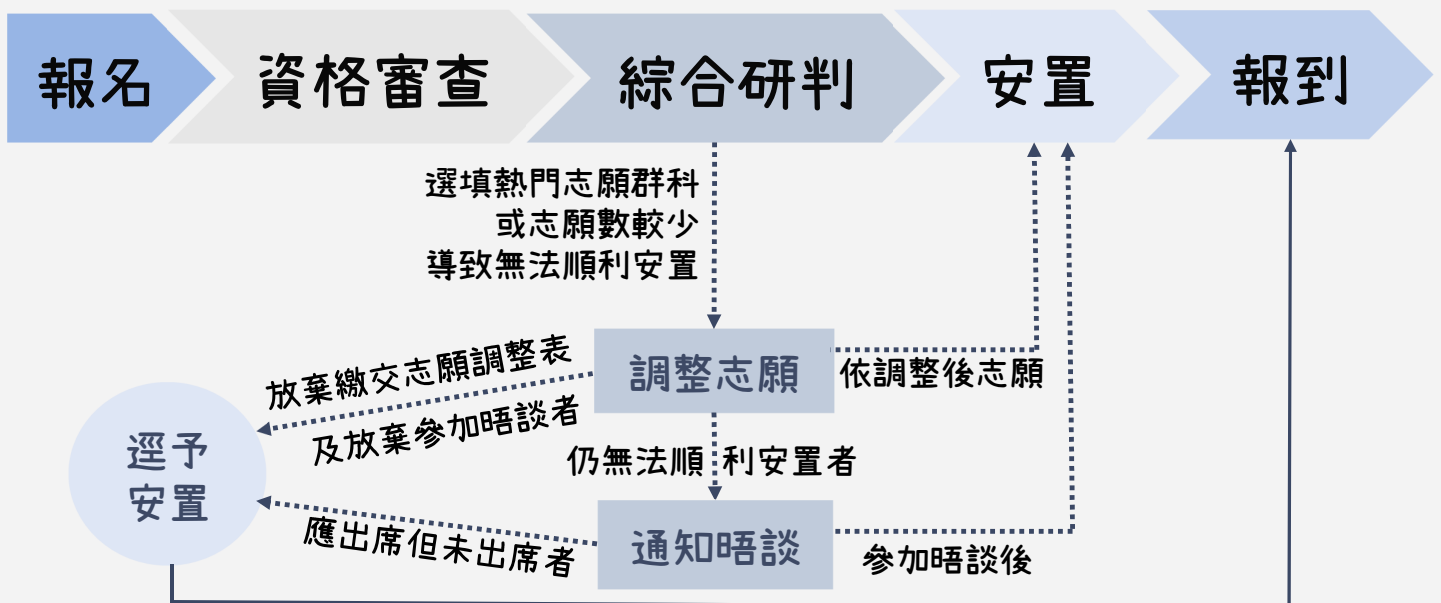 報名
資格審查
綜合研判
安置
報到
選填熱門志願群科
或志願數較少
導致無法順利安置
調整志願
依調整後志願
放棄繳交志願調整表
及放棄參加晤談者
仍無法順利安置者
逕予
安置
通知晤談
應出席但未出席者
參加晤談後